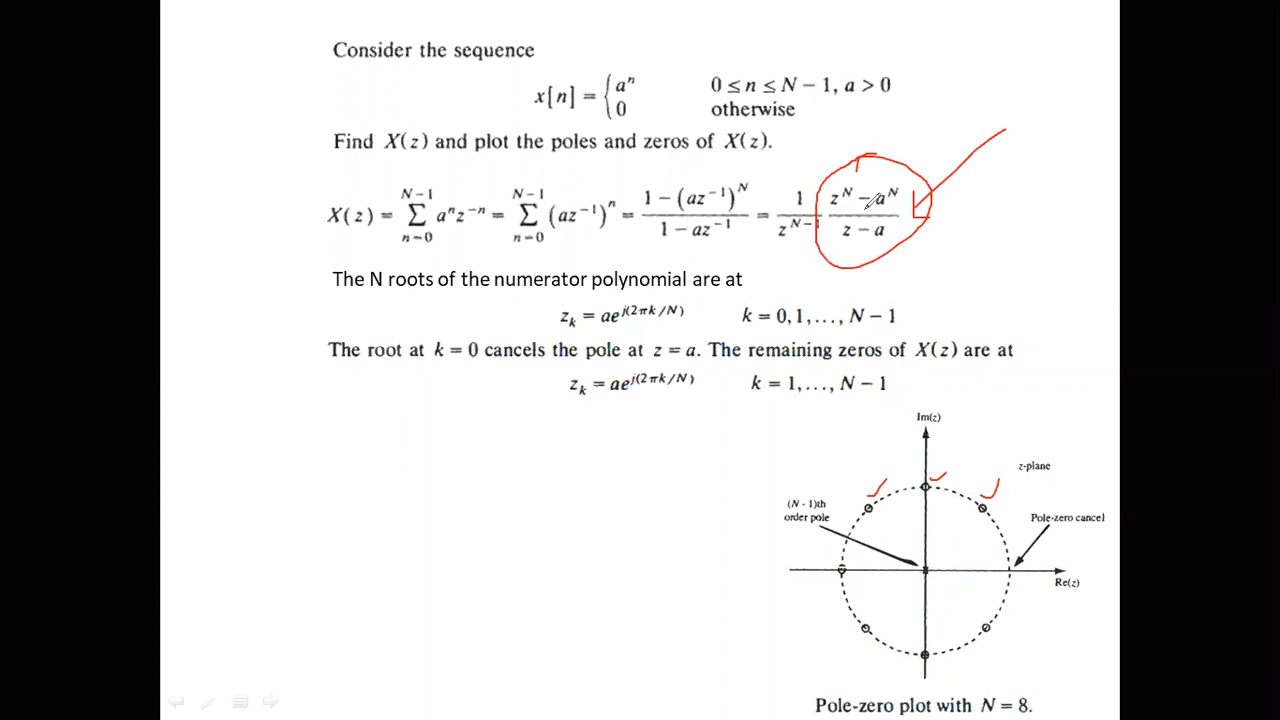 Consider the sequence
x[n] = { aⁿ 0 ≤ n ≤ N − 1, a > 0
0 otherwise
Find X(z) and plot the poles and zeros of X(z).
X(z) = Σ_{n=0}^{N−1} aⁿz⁻ⁿ = Σ_{n=0}^{N−1} (az⁻¹)ⁿ = (1 − (az⁻¹)^N)/(1 − az⁻¹) = (1/z^{N−1}) (z^N − a^N)/(z − a)
The N roots of the numerator polynomial are at
z_k = ae^{j(2πk/N)} k = 0, 1, ..., N − 1
The root at k = 0 cancels the pole at z = a. The remaining zeros of X(z) are at
z_k = ae^{j(2πk/N)} k = 1, ..., N − 1
Im(z)
z-plane
(N - 1)th
order pole
Pole-zero cancel
Re(z)
Pole-zero plot with N = 8.